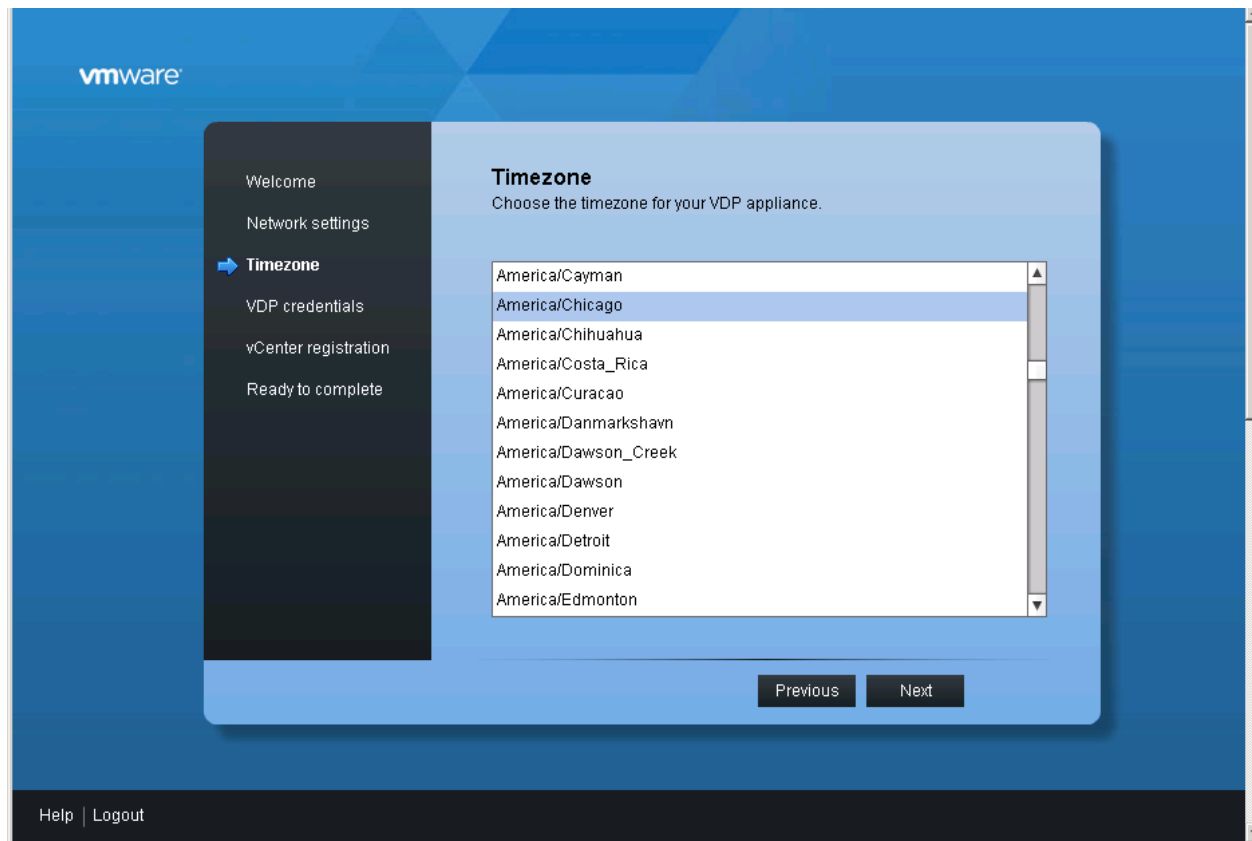 vmware
Welcome
Network settings
Timezone
VDP credentials
vCenter registration
Ready to complete
Timezone
Choose the timezone for your VDP appliance.
America/Cayman
America/Chicago
America/Chihuahua
America/Costa_Rica
America/Curacao
America/Danmarkshavn
America/Dawson_Creek
America/Dawson
America/Denver
America/Detroit
America/Dominica
America/Edmonton
Previous Next
Help | Logout